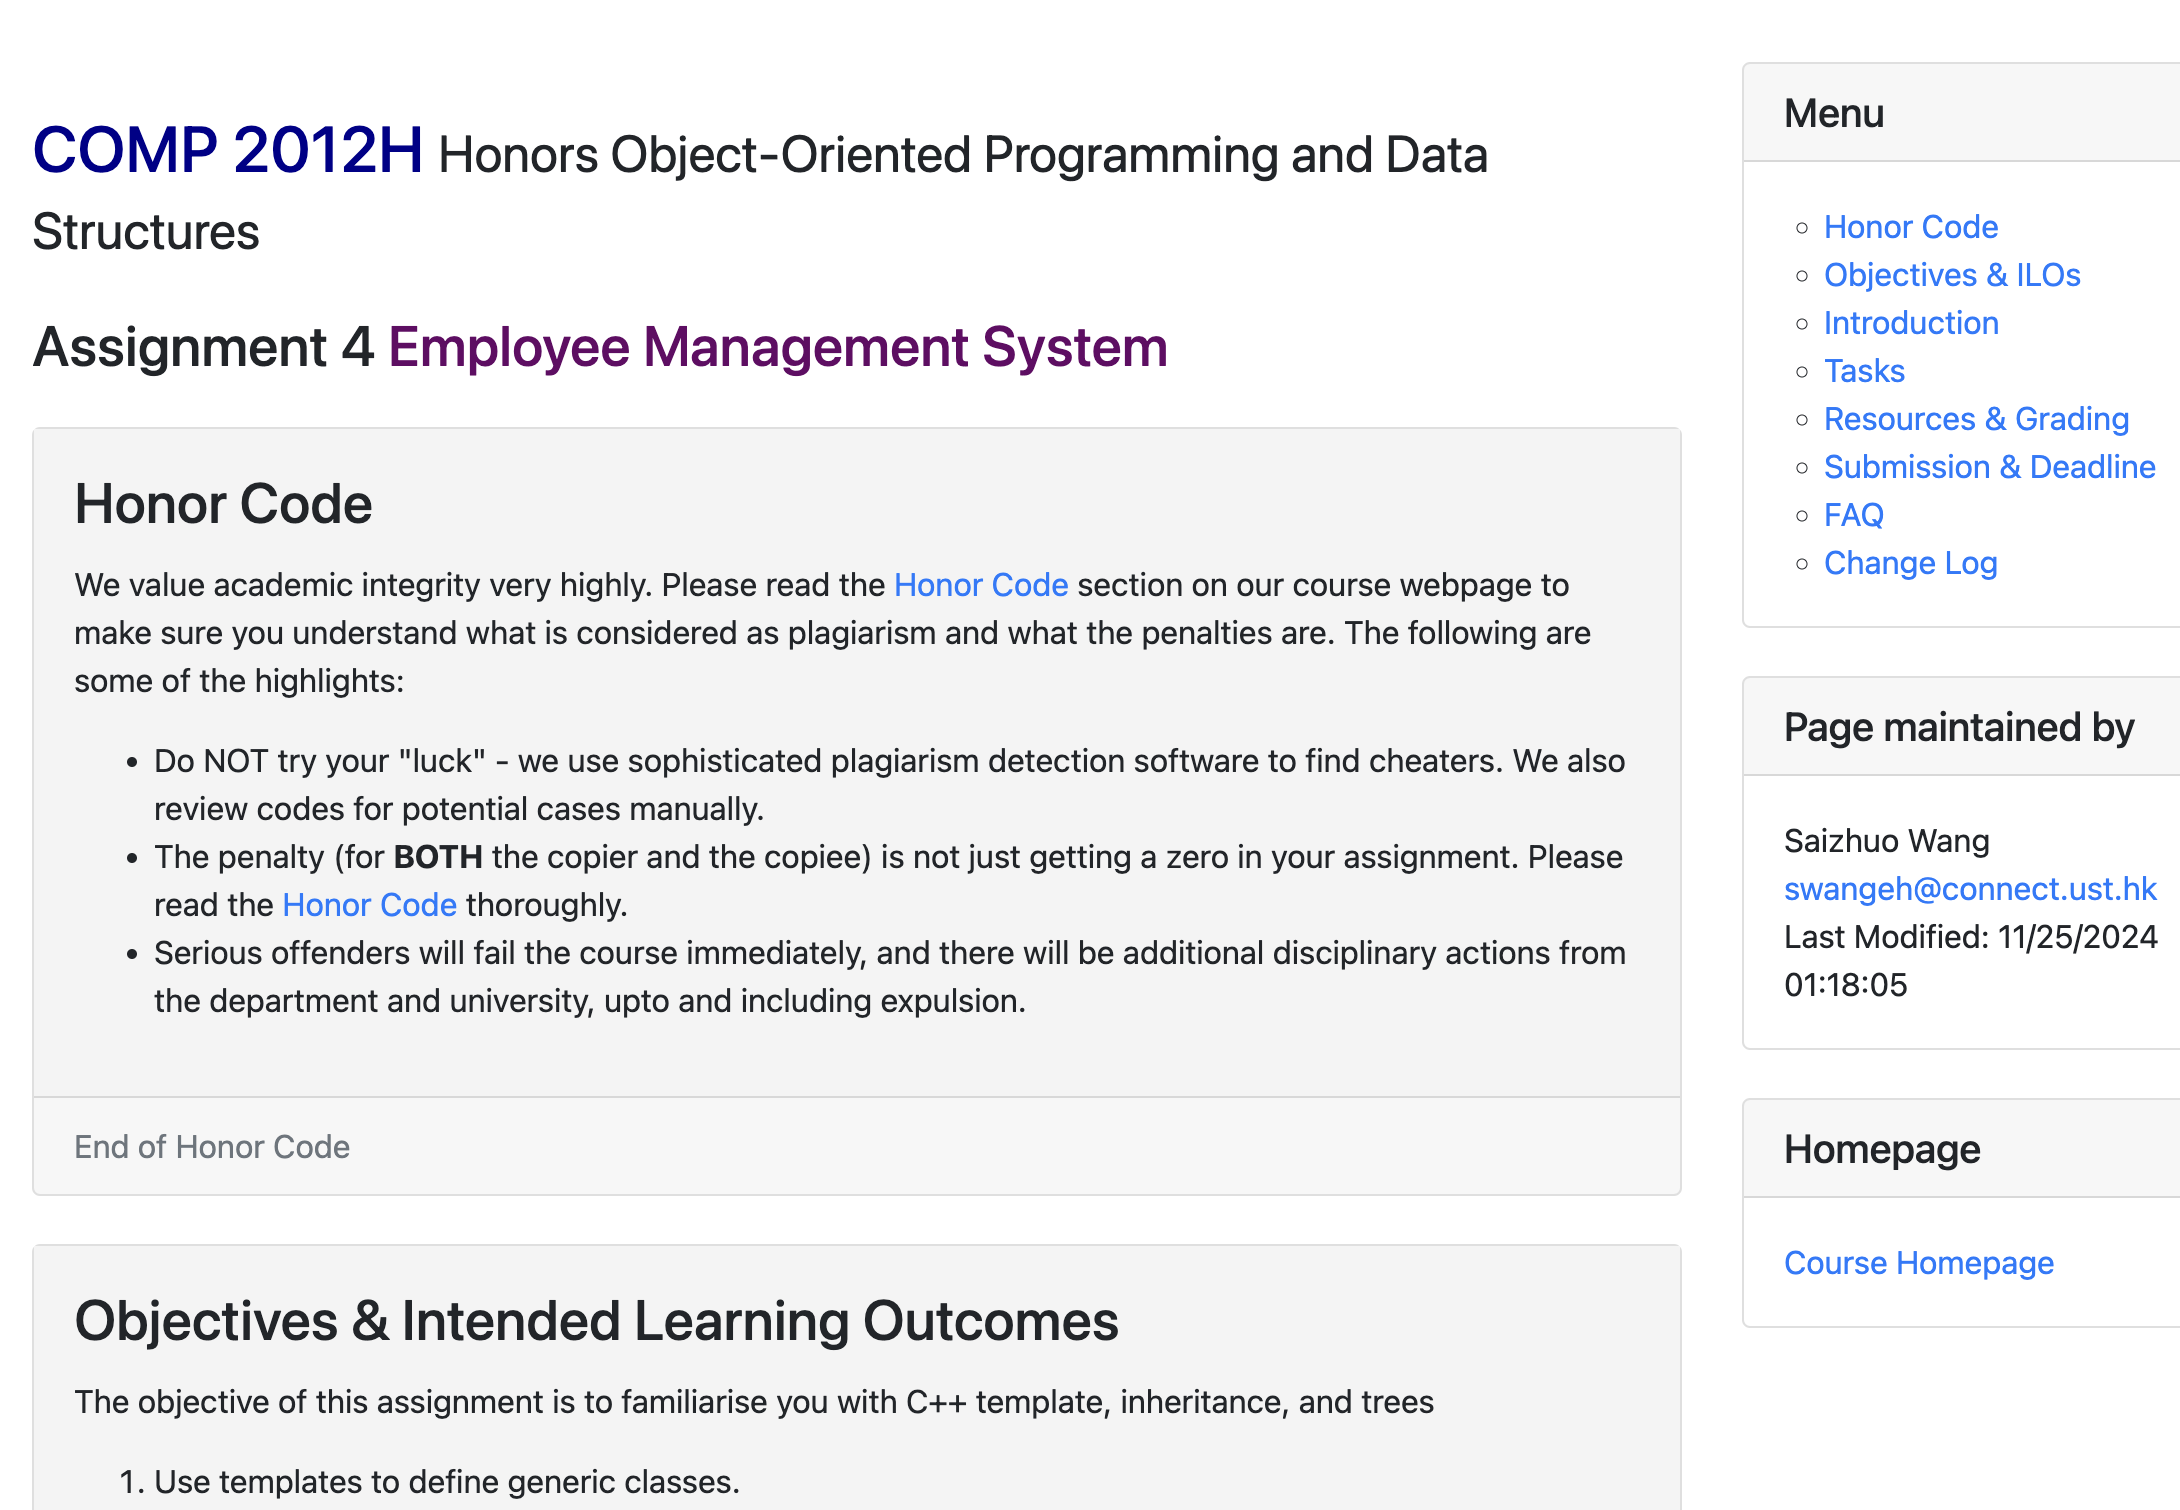 COMP 2012H Honors Object-Oriented Programming and Data
Structures
Assignment 4 Employee Management System
Honor Code
We value academic integrity very highly. Please read the Honor Code section on our course webpage to
make sure you understand what is considered as plagiarism and what the penalties are. The following are
some of the highlights:
• Do NOT try your "luck" - we use sophisticated plagiarism detection software to find cheaters. We also
review codes for potential cases manually.
• The penalty (for BOTH the copier and the copiee) is not just getting a zero in your assignment. Please
read the Honor Code thoroughly.
• Serious offenders will fail the course immediately, and there will be additional disciplinary actions from
the department and university, upto and including expulsion.
End of Honor Code
Objectives & Intended Learning Outcomes
The objective of this assignment is to familiarise you with C++ template, inheritance, and trees
1. Use templates to define generic classes.
Menu
Honor Code
Objectives & ILOs
Introduction
Tasks
Resources & Grading
Submission & Deadline
FAQ
Change Log
Page maintained by
Saizhuo Wang
swangeh@connect.ust.hk
Last Modified: 11/25/2024
01:18:05
Homepage
Course Homepage